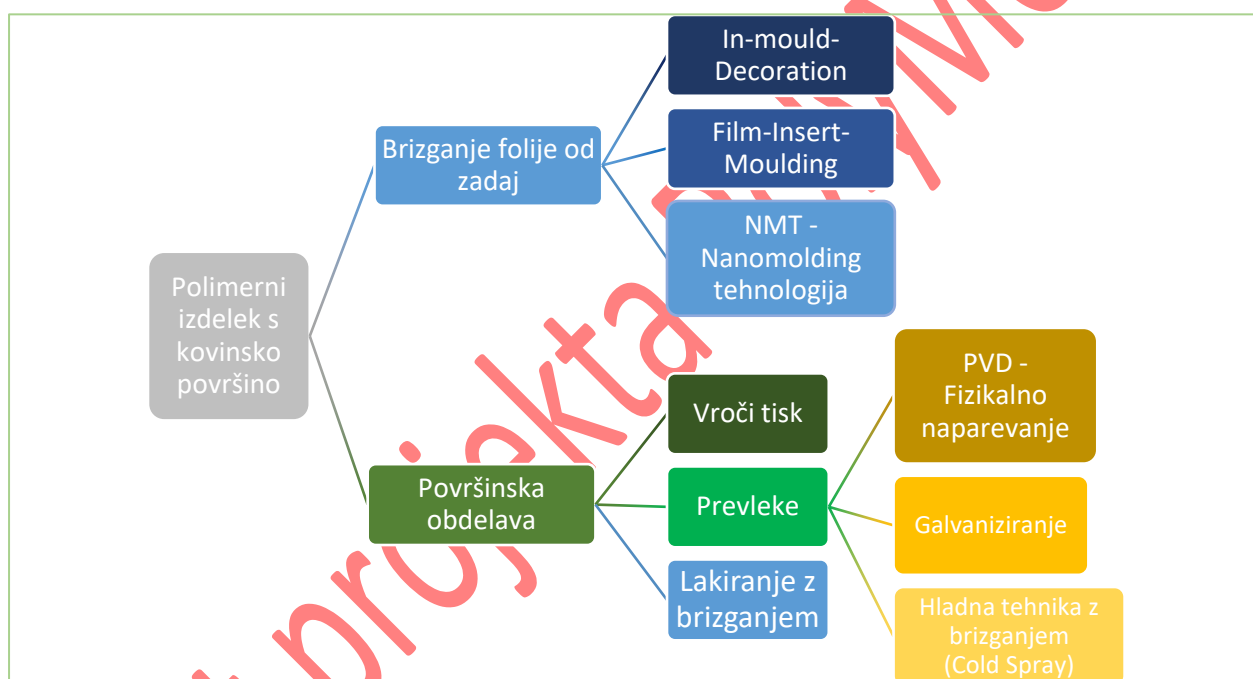 In-mould-
Decoration
Brizganje folije od
zadaj
Film-Insert-
Moulding
NMT -
Nanomolding
tehnologija
Polimerni
izdelek s
kovinsko
površino
Površinska
obdelava
Vroči tisk
Prevleke
Lakiranje z
brizganjem
PVD -
Fizikalno
naparevanje
Galvaniziranje
Hladna tehnika z
brizganjem
(Cold Spray)
projekta